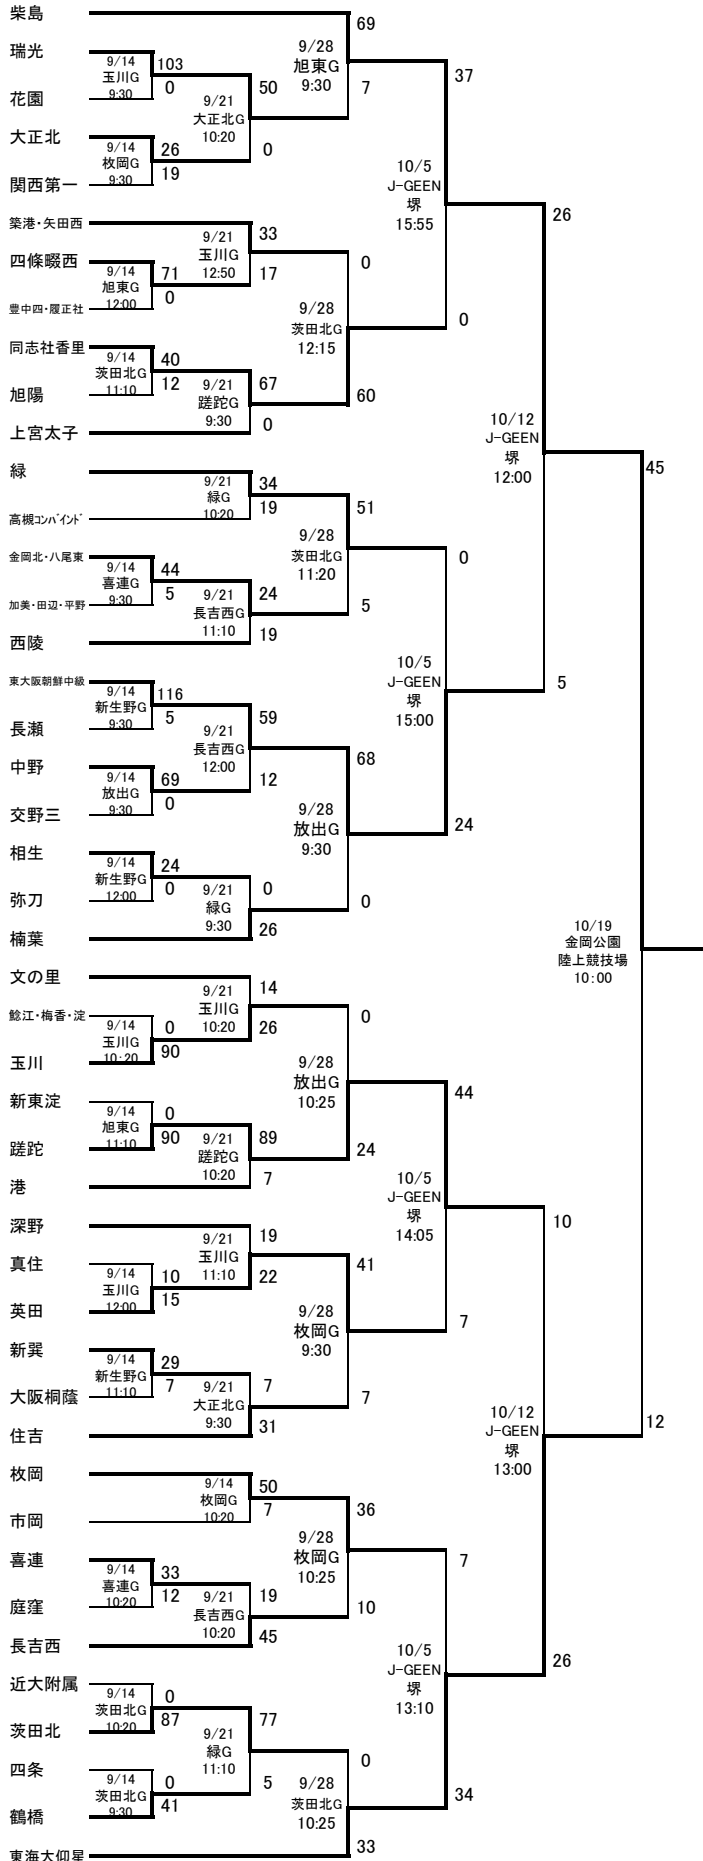 柴島
69
9/28
旭東G
9:30
瑞光
9/14
玉川G
9:30
103
0
花園
9/21
大正北G
10:20
50
0
7
37
大正北
9/14
枚岡G
9:30
26
19
関西第一
10/5
J-GEEN
堺
15:55
26
築港・矢田西
9/21
玉川G
12:50
33
17
四條畷西
9/14
旭東G
12:00
71
0
豊中四・履正社
0
9/28
茨田北G
12:15
60
0
同志社香里
9/14
茨田北G
11:10
40
12
旭陽
9/21
蹉跎G
9:30
67
0
上宮太子
10/12
J-GEEN
堺
12:00
45
緑
9/21
緑G
10:20
34
19
高槻コンバインド
51
9/28
茨田北G
11:20
5
0
金岡北・八尾東
9/14
喜連G
9:30
44
5
加美・田辺・平野
9/21
長吉西G
11:10
24
19
西陵
10/5
J-GEEN
堺
15:00
5
東大阪朝鮮中級
9/14
新生野G
9:30
116
5
長瀬
9/21
長吉西G
12:00
59
12
中野
9/14
放出G
9:30
69
0
交野三
68
9/28
放出G
9:30
0
24
相生
9/14
新生野G
12:00
24
0
弥刀
9/21
緑G
9:30
0
26
楠葉
10/19
金岡公園
陸上競技場
10:00
文の里
9/21
玉川G
10:20
14
26
鯰江・梅香・淀
9/14
玉川G
10:20
0
90
玉川
0
9/28
放出G
10:25
24
44
新東淀
9/14
旭東G
11:10
0
90
蹉跎
9/21
蹉跎G
10:20
89
7
港
10/5
J-GEEN
堺
14:05
10
深野
9/21
玉川G
11:10
19
22
真住
9/14
玉川G
12:00
10
15
英田
41
9/28
枚岡G
9:30
7
7
新巽
9/14
新生野G
11:10
29
7
大阪桐蔭
9/21
大正北G
9:30
7
31
住吉
10/12
J-GEEN
堺
13:00
12
枚岡
9/14
枚岡G
10:20
50
7
市岡
36
9/28
枚岡G
10:25
10
7
喜連
9/14
喜連G
10:20
33
12
庭窪
9/21
長吉西G
10:20
19
45
長吉西
10/5
J-GEEN
堺
13:10
26
近大附属
9/14
茨田北G
10:20
0
87
茨田北
9/21
緑G
11:10
77
5
四条
9/14
茨田北G
9:30
0
41
鶴橋
0
9/28
茨田北G
10:25
33
34
東海大仰星